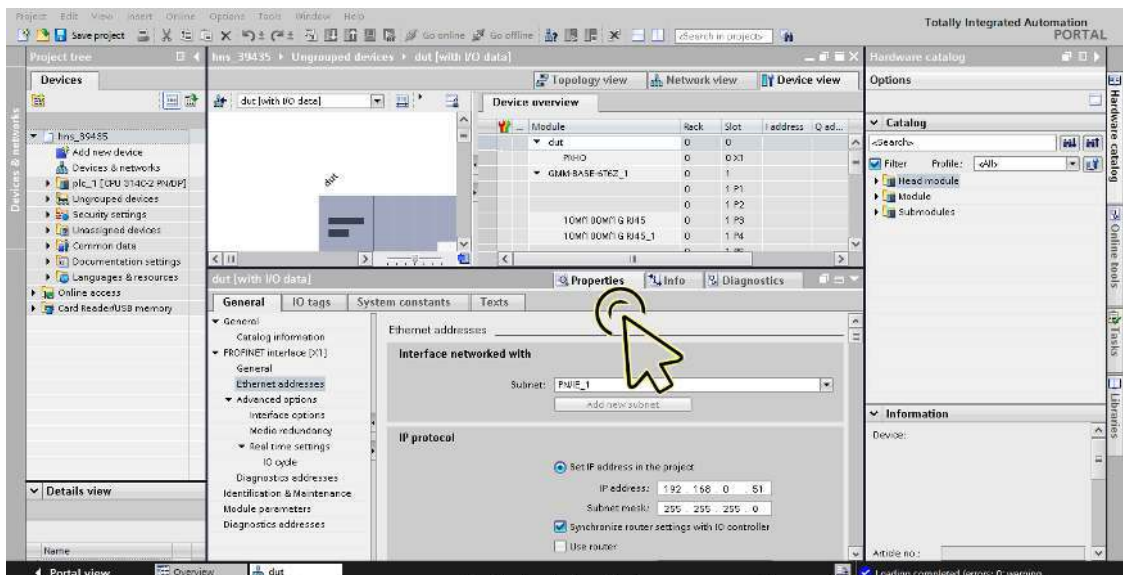 Project Edit View Insert Online Options Tools Window Help
Totally Integrated Automation
PORTAL
Save project
Go online
Go offline
<Search in project>
Project tree
hns_39435 › Ungrouped devices › dut [with I/O data]
Hardware catalog
Devices
Topology view
Network view
Device view
Options
dut [with I/O data]
Device overview
Module
Rack
Slot
I address
Q ad...
Catalog
<Search>
Filter
Profile:
<All>
Head module
Module
Submodules
hns_39435
Add new device
Devices & networks
plc_1 [CPU 314C-2 PN/DP]
Ungrouped devices
Security settings
Unassigned devices
Common data
Documentation settings
Languages & resources
Online access
Card Reader/USB memory
dut
dut 0 0
PN-IO 0 0 X1
GMM-BASE-6T6Z_1 0 1
0 1 P1
0 1 P2
10M/100M/1G RJ45 0 1 P3
10M/100M/1G RJ45_1 0 1 P4
dut [with I/O data]
Properties
Info
Diagnostics
General
IO tags
System constants
Texts
General
Catalog information
PROFINET interface [X1]
General
Ethernet addresses
Advanced options
Interface options
Media redundancy
Real time settings
IO cycle
Diagnostics addresses
Identification & Maintenance
Module parameters
Diagnostics addresses
Ethernet addresses
Interface networked with
Subnet: PN/IE_1
Add new subnet
IP protocol
Set IP address in the project
IP address: 192 . 168 . 0 . 51
Subnet mask: 255 . 255 . 255 . 0
Synchronize router settings with IO controller
Use router
Information
Device:
Article no.:
Details view
Name
Devices & networks
Hardware catalog
Online tools
Tasks
Libraries
Portal view
Overview
dut
Loading completed (errors: 0; warning